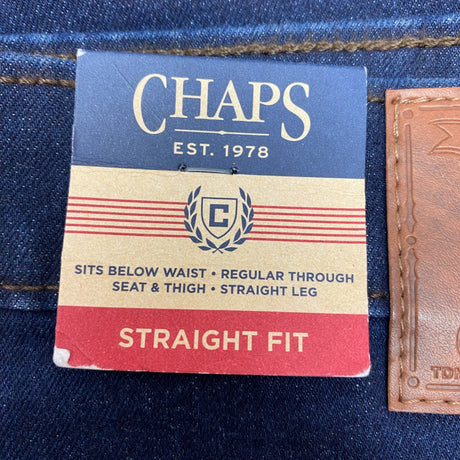 CHAPS
EST. 1978
C
SITS BELOW WAIST • REGULAR THROUGH
SEAT & THIGH • STRAIGHT LEG
STRAIGHT FIT